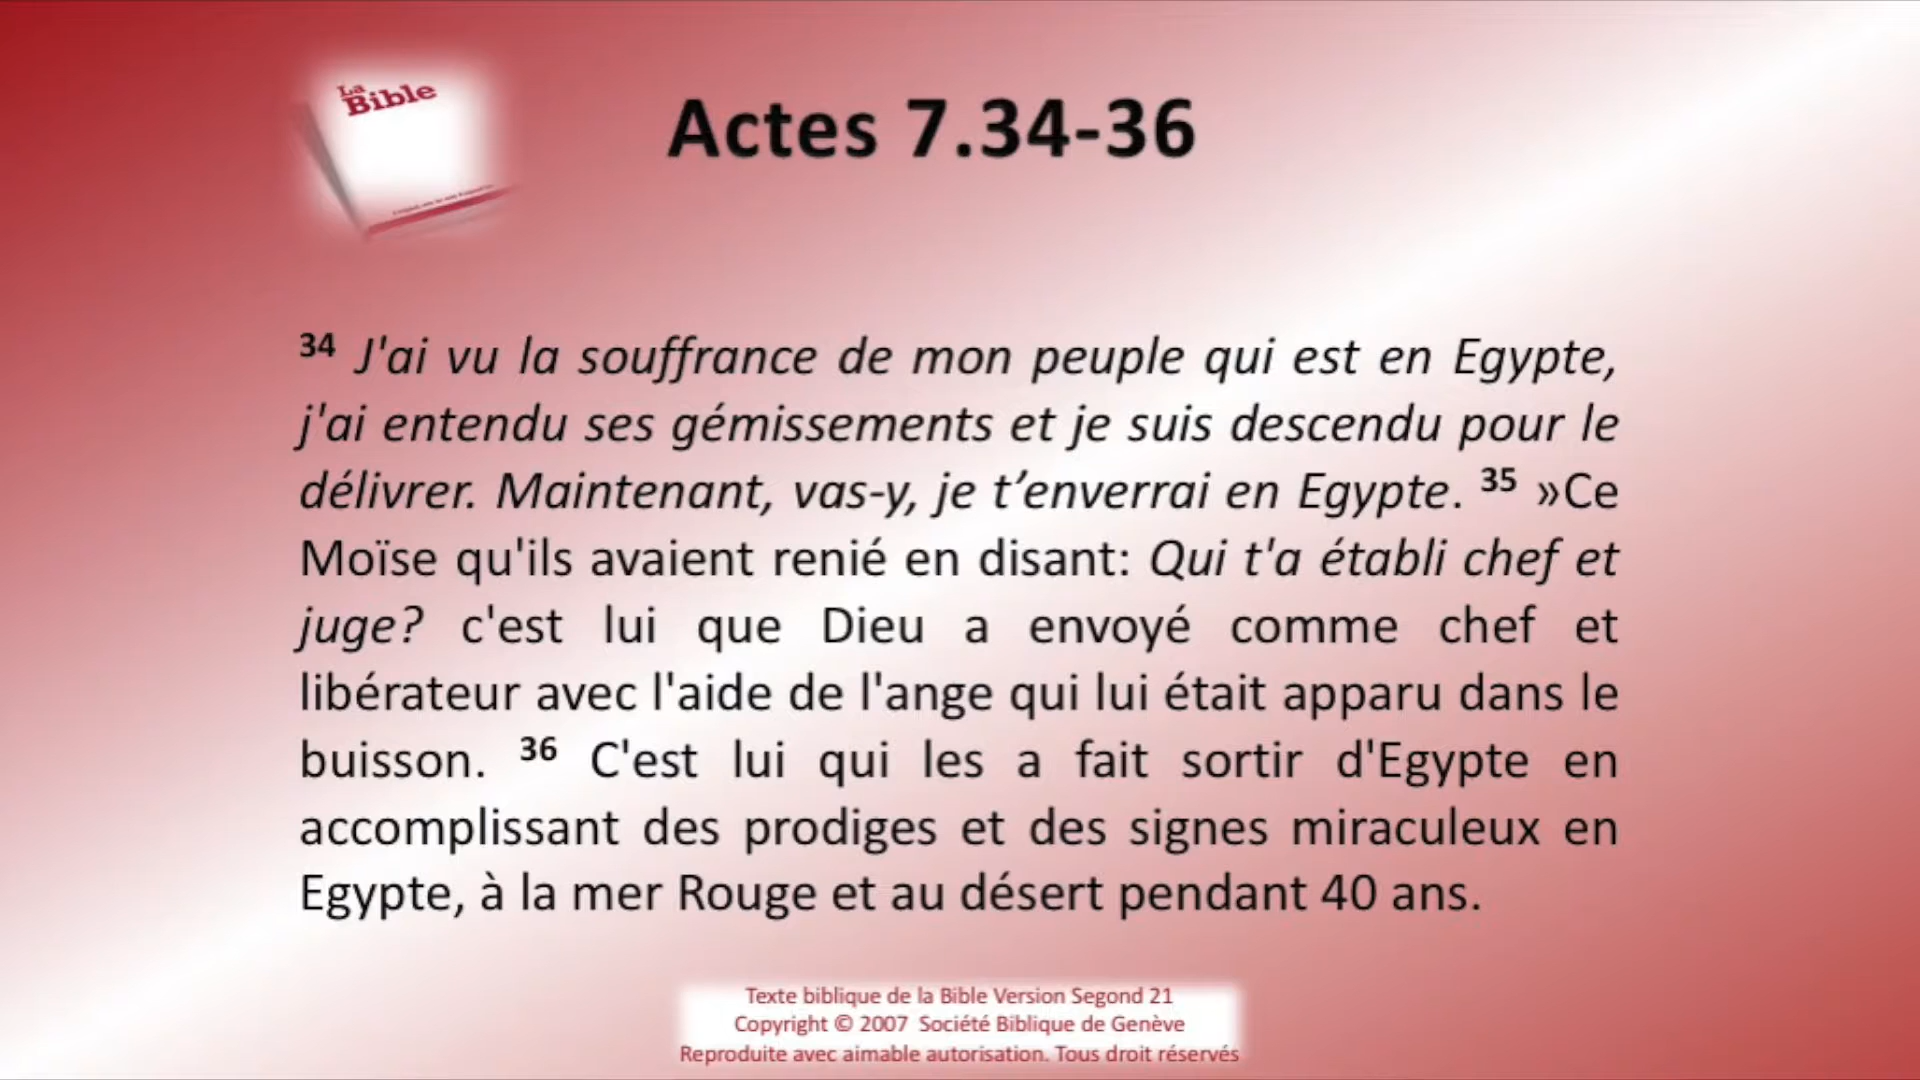 La
Bible
Actes 7.34-36
34 J'ai vu la souffrance de mon peuple qui est en Egypte,
j'ai entendu ses gémissements et je suis descendu pour le
délivrer. Maintenant, vas-y, je t’enverrai en Egypte. 35 »Ce
Moïse qu'ils avaient renié en disant: Qui t'a établi chef et
juge? c'est lui que Dieu a envoyé comme chef et
libérateur avec l'aide de l'ange qui lui était apparu dans le
buisson. 36 C'est lui qui les a fait sortir d'Egypte en
accomplissant des prodiges et des signes miraculeux en
Egypte, à la mer Rouge et au désert pendant 40 ans.
Texte biblique de la Bible Version Segond 21
Copyright © 2007 Société Biblique de Genève
Reproduite avec aimable autorisation. Tous droit réservés